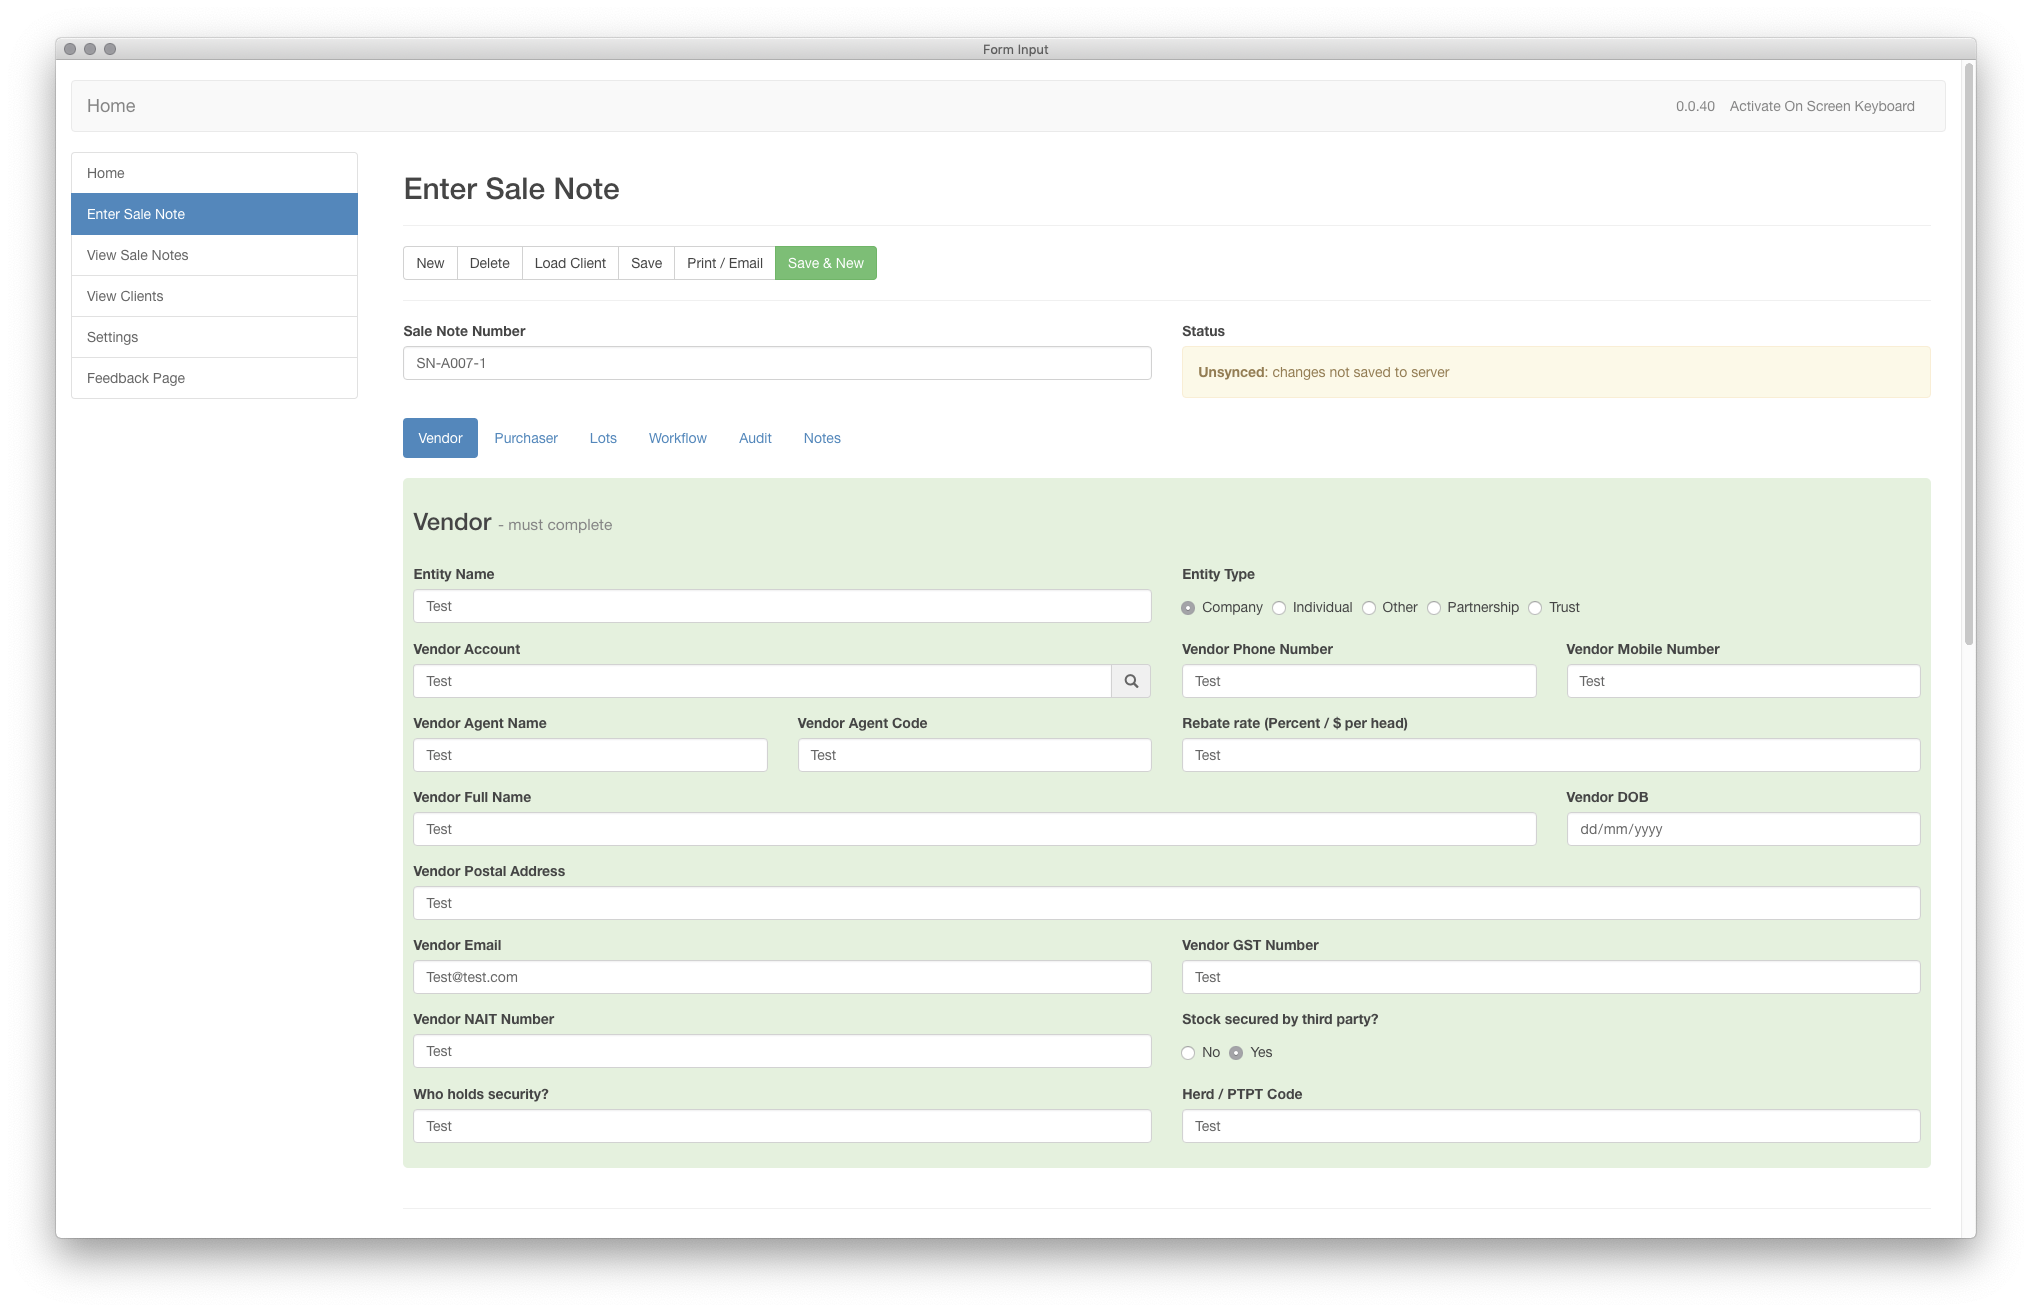 Form Input
Home
0.0.40 Activate On Screen Keyboard
Home
Enter Sale Note
View Sale Notes
View Clients
Settings
Feedback Page
Enter Sale Note
New Delete Load Client Save Print / Email Save & New
Sale Note Number
SN-A007-1
Status
Unsynced: changes not saved to server
Vendor Purchaser Lots Workflow Audit Notes
Vendor - must complete
Entity Name
Test
Entity Type
Company Individual Other Partnership Trust
Vendor Account
Test
Vendor Phone Number
Test
Vendor Mobile Number
Test
Vendor Agent Name
Test
Vendor Agent Code
Test
Rebate rate (Percent / $ per head)
Test
Vendor Full Name
Test
Vendor DOB
dd/mm/yyyy
Vendor Postal Address
Test
Vendor Email
Test@test.com
Vendor GST Number
Test
Vendor NAIT Number
Test
Stock secured by third party?
No Yes
Who holds security?
Test
Herd / PTPT Code
Test